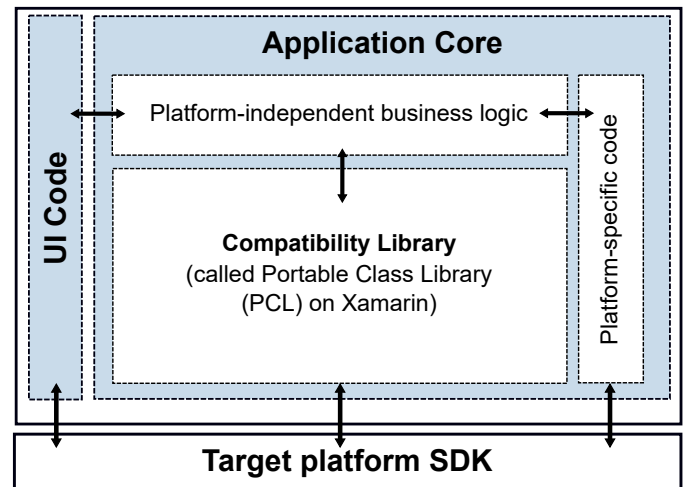 Application Core
UI Code
Platform-independent business logic
Platform-specific code
Compatibility Library
(called Portable Class Library
(PCL) on Xamarin)
Target platform SDK